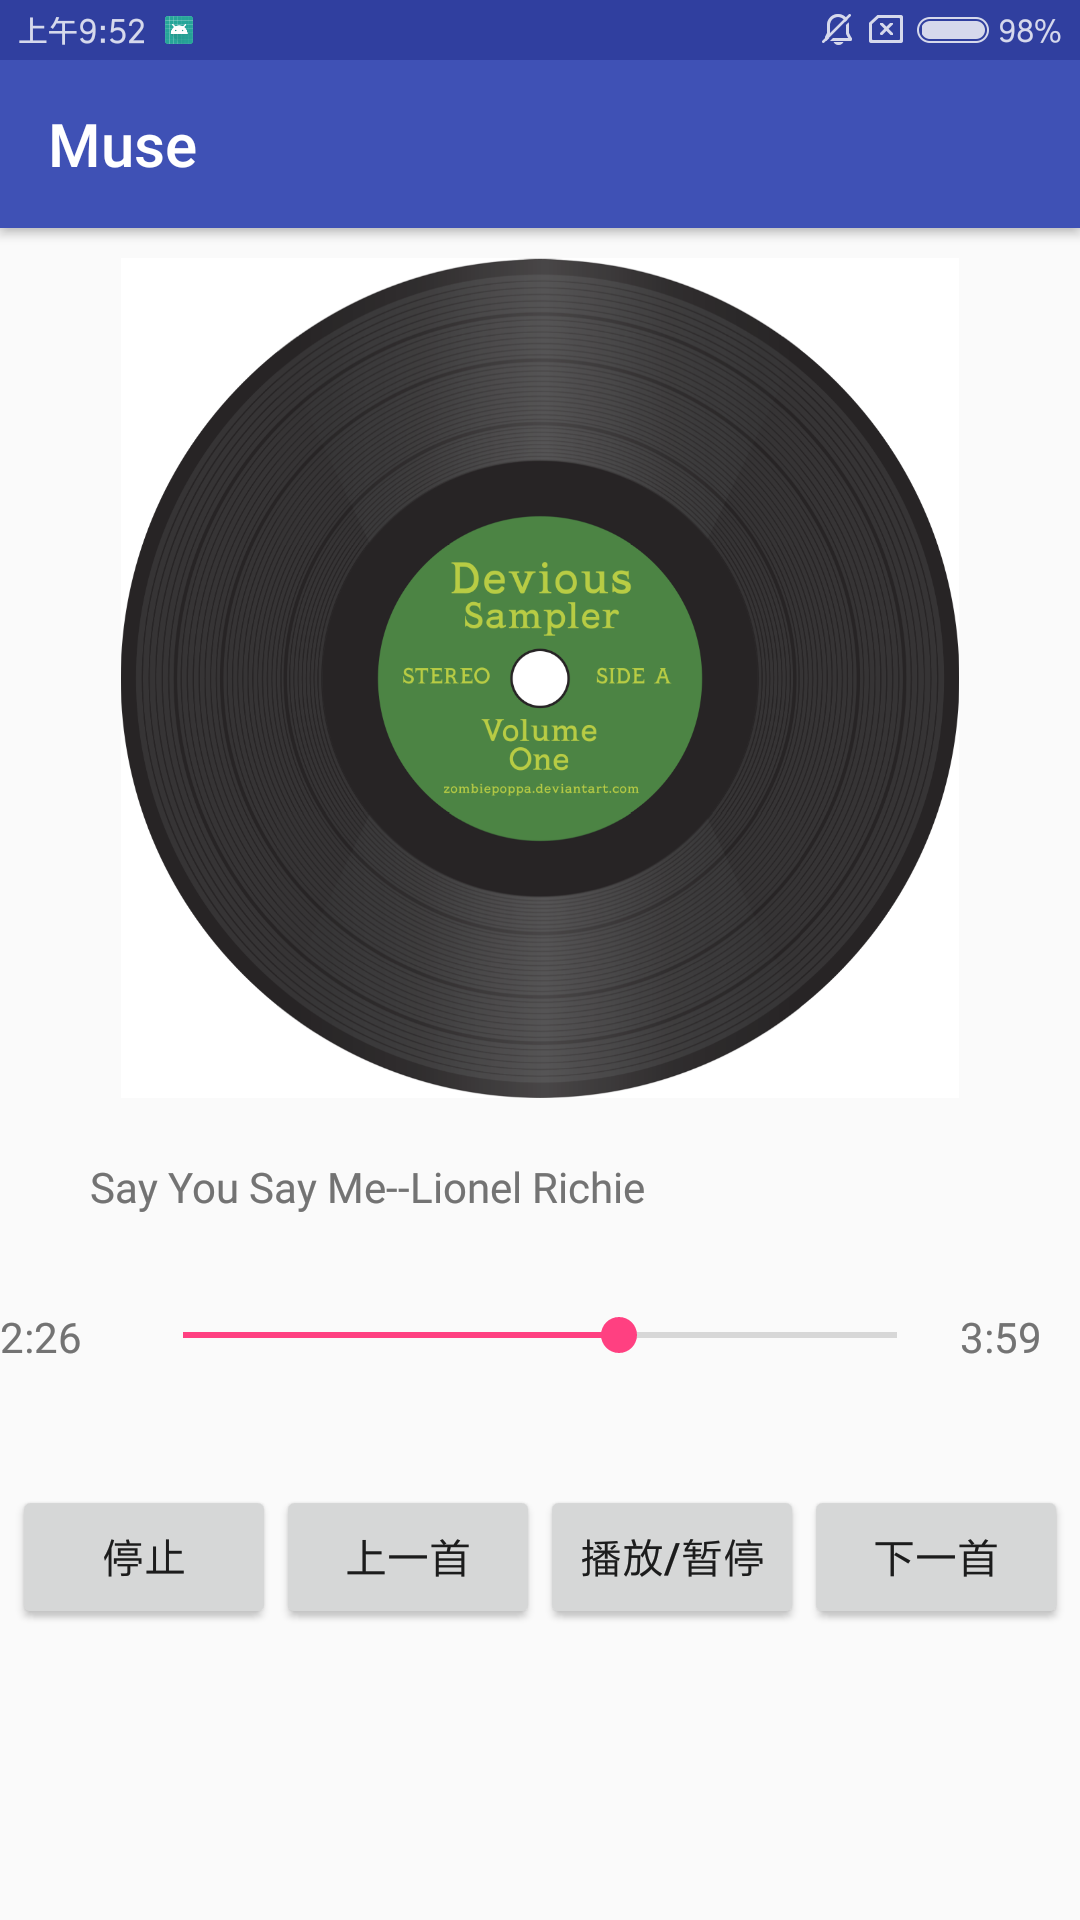 上午9:52 98%
Muse
Devious
Sampler
STEREO SIDE A
Volume
One
zombiepoppa.deviantart.com
Say You Say Me--Lionel Richie
2:26 3:59
停止 上一首 播放/暂停 下一首